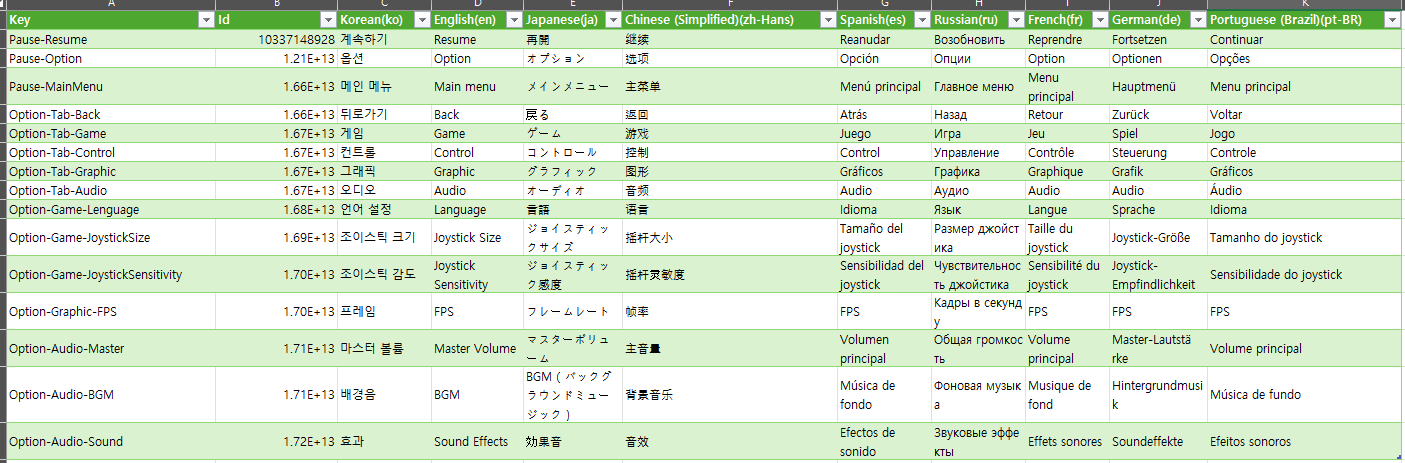 A B C D E F G H I J K
Key Id Korean(ko) English(en) Japanese(ja) Chinese (Simplified)(zh-Hans) Spanish(es) Russian(ru) French(fr) German(de) Portuguese (Brazil)(pt-BR)
Pause-Resume 10337148928 계속하기 Resume 再開 继续 Reanudar Возобновить Reprendre Fortsetzen Continuar
Pause-Option 1.21E+13 옵션 Option オプション 选项 Opción Опции Option Optionen Opções
Pause-MainMenu 1.66E+13 메인 메뉴 Main menu メインメニュー 主菜单 Menú principal Главное меню Menu
principal Hauptmenü Menu principal
Option-Tab-Back 1.66E+13 뒤로가기 Back 戻る 返回 Atrás Назад Retour Zurück Voltar
Option-Tab-Game 1.67E+13 게임 Game ゲーム 游戏 Juego Игра Jeu Spiel Jogo
Option-Tab-Control 1.67E+13 컨트롤 Control コントロール 控制 Control Управление Contrôle Steuerung Controle
Option-Tab-Graphic 1.67E+13 그래픽 Graphic グラフィック 图形 Gráficos Графика Graphique Grafik Gráficos
Option-Tab-Audio 1.67E+13 오디오 Audio オーディオ 音频 Audio Аудио Audio Audio Áudio
Option-Game-Lenguage 1.68E+13 언어 설정 Language 言語 语言 Idioma Язык Langue Sprache Idioma
Option-Game-JoystickSize 1.69E+13 조이스틱 크기 Joystick Size ジョイスティッ
クサイズ 摇杆大小 Tamaño del
joystick Размер джойст
ика Taille du
joystick Joystick-Größe Tamanho do joystick
Option-Game-JoystickSensitivity 1.70E+13 조이스틱 감도 Joystick
Sensitivity ジョイスティッ
ク感度 摇杆灵敏度 Sensibilidad del
joystick Чувствительнос
ть джойстика Sensibilité du
joystick Joystick-
Empfindlichkeit Sensibilidade do joystick
Option-Graphic-FPS 1.70E+13 프레임 FPS フレームレート 帧率 FPS Кадры в секунд
у FPS FPS FPS
Option-Audio-Master 1.71E+13 마스터 볼륨 Master Volume マスターボリュ
ーム 主音量 Volumen
principal Общая громкос
ть Volume
principal Master-Lautstä
rke Volume principal
Option-Audio-BGM 1.71E+13 배경음 BGM BGM（バックグ
ラウンドミュー
ジック） 背景音乐 Música de
fondo Фоновая музык
а Musique de
fond Hintergrundmusi
k Música de fundo
Option-Audio-Sound 1.72E+13 효과 Sound Effects 効果音 音效 Efectos de
sonido Звуковые эффе
кты Effets sonores Soundeffekte Efeitos sonoros